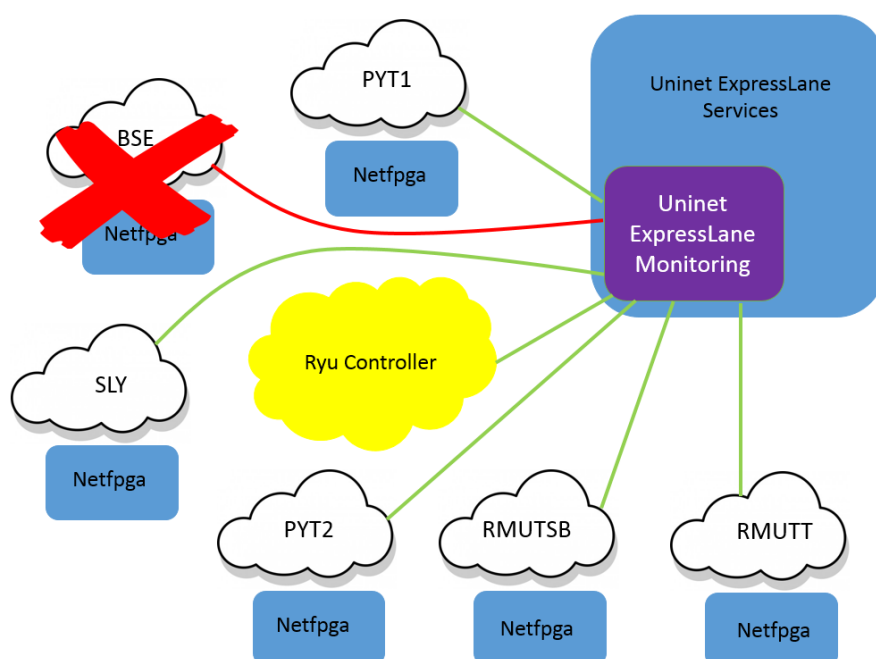 PYT1
Netfpga
BSE
Netfpga
Uninet ExpressLane
Services
Uninet
ExpressLane
Monitoring
SLY
Netfpga
Ryu Controller
PYT2
Netfpga
RMUTSB
Netfpga
RMUTT
Netfpga